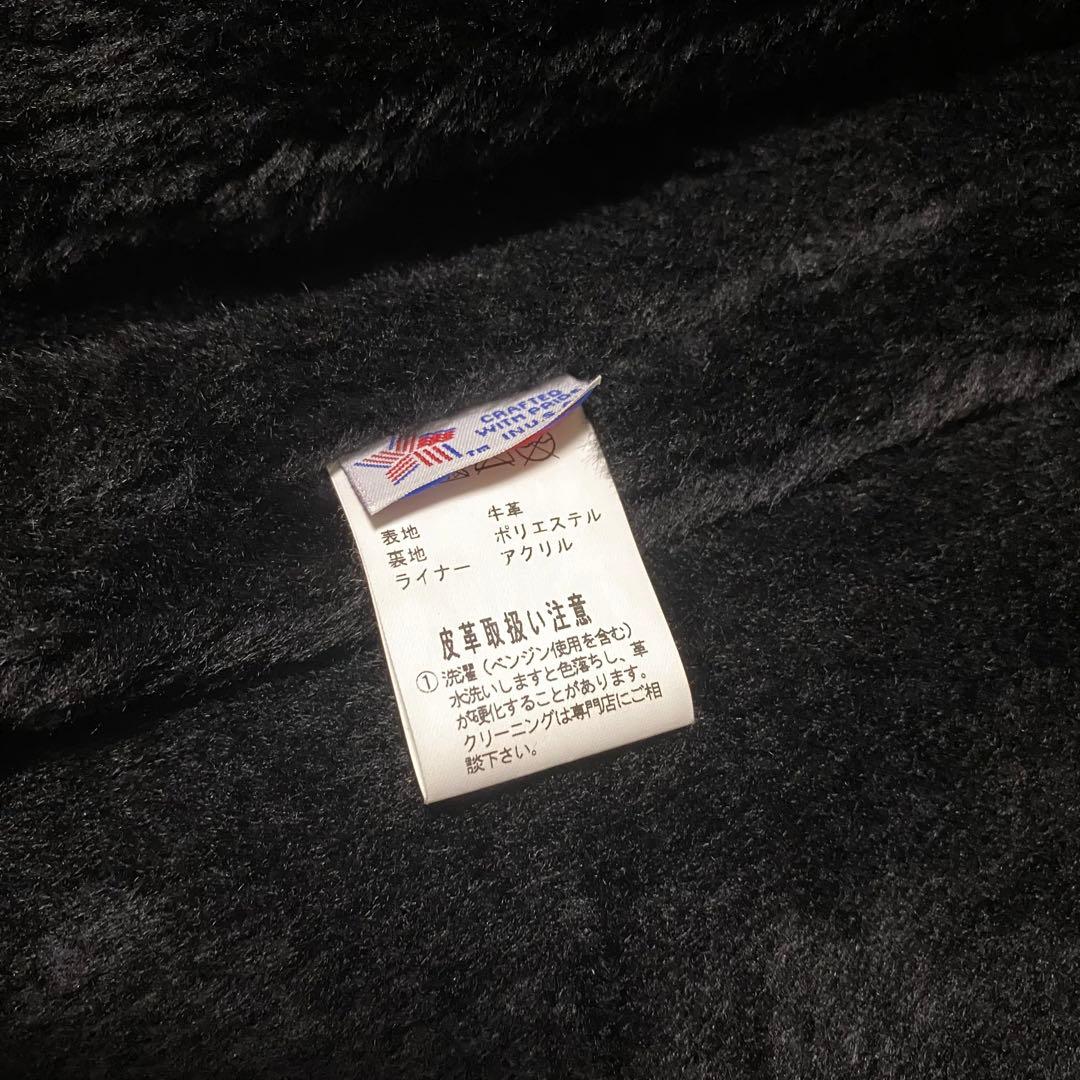 CRAFTED
WITH PRIDE
IN U.S.A
TM
表地 牛革
裏地 ポリエステル
ライナー アクリル
皮革取扱い注意
① 洗濯(ベンジン使用を含む)
水洗いしますと色落ちし、革
が硬化することがあります。
クリーニングは専門店にご相
談下さい。